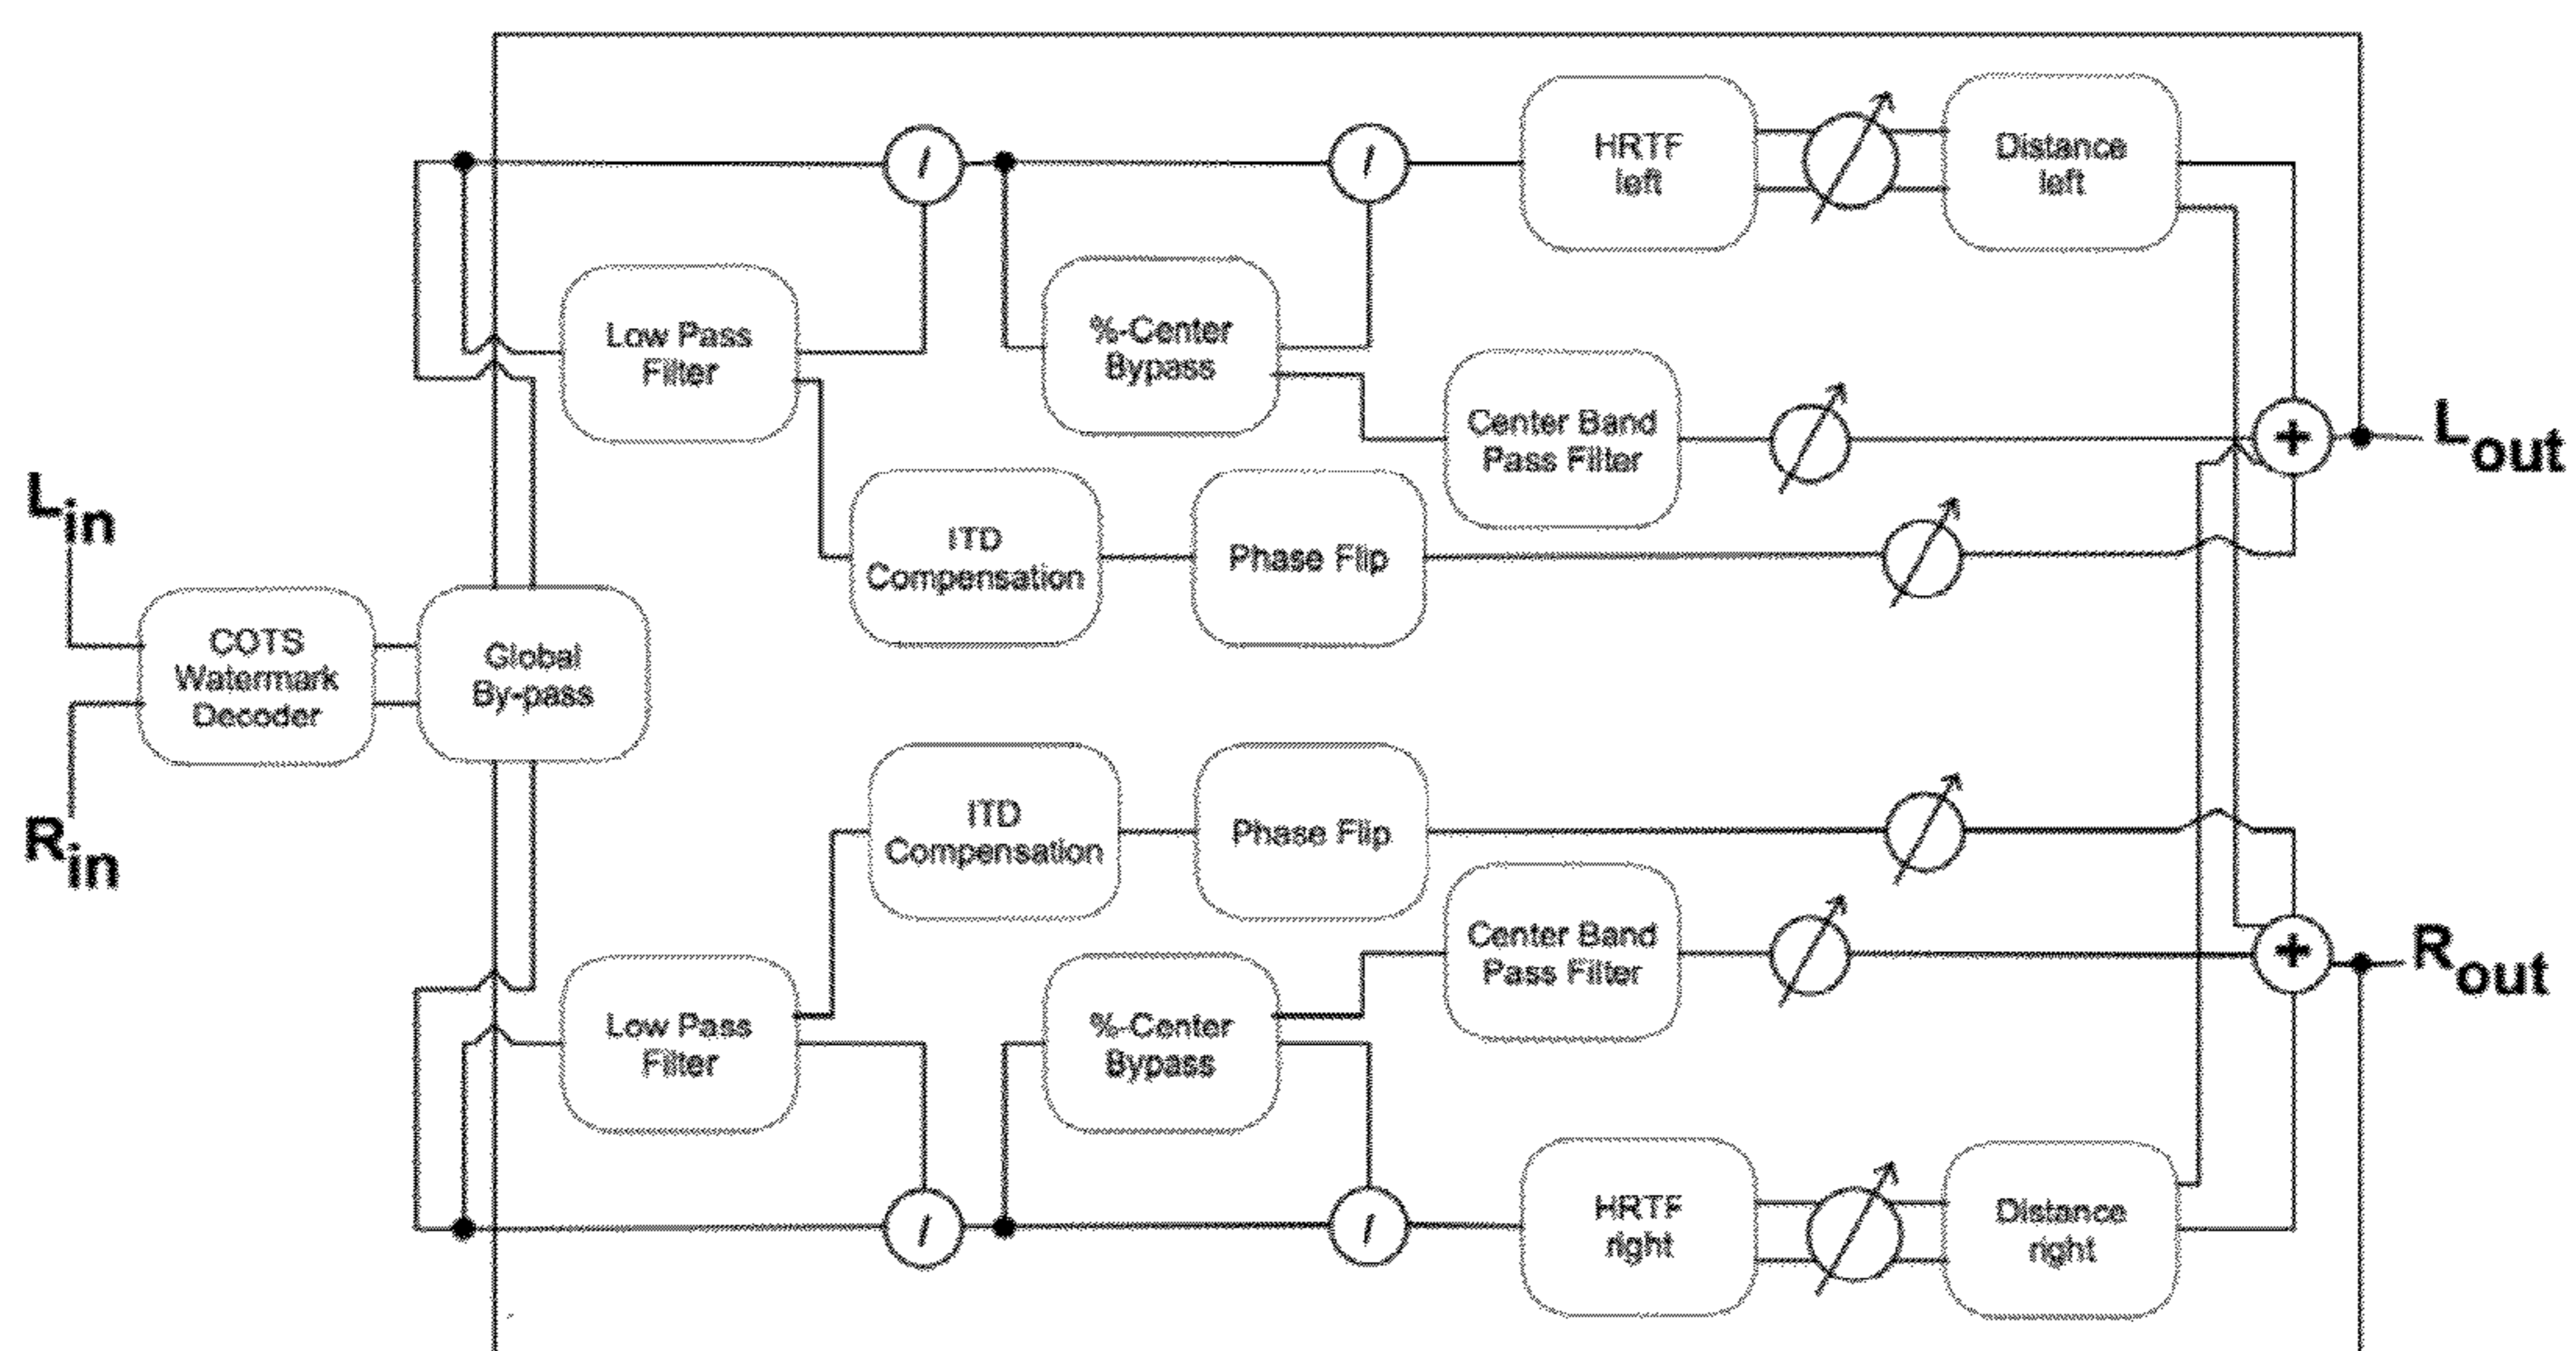 HRTF
left
Distance
left
Low Pass
Filter
%-Center
Bypass
Center Band
Pass Filter
Lout
Lin
ITD
Compensation
Phase Flip
COTS
Watermark
Decoder
Global
By-pass
Rin
ITD
Compensation
Phase Flip
Center Band
Pass Filter
Rout
Low Pass
Filter
%-Center
Bypass
HRTF
right
Distance
right